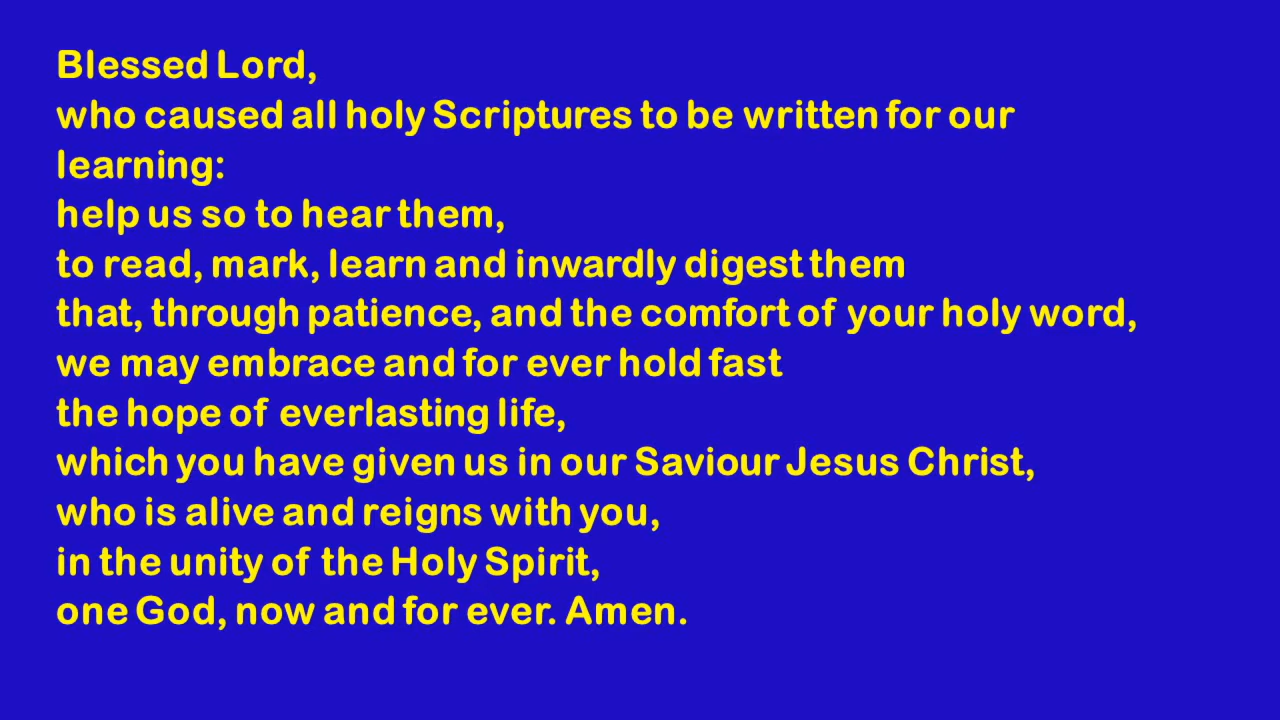 Blessed Lord,
who caused all holy Scriptures to be written for our
learning:
help us so to hear them,
to read, mark, learn and inwardly digest them
that, through patience, and the comfort of your holy word,
we may embrace and for ever hold fast
the hope of everlasting life,
which you have given us in our Saviour Jesus Christ,
who is alive and reigns with you,
in the unity of the Holy Spirit,
one God, now and for ever. Amen.